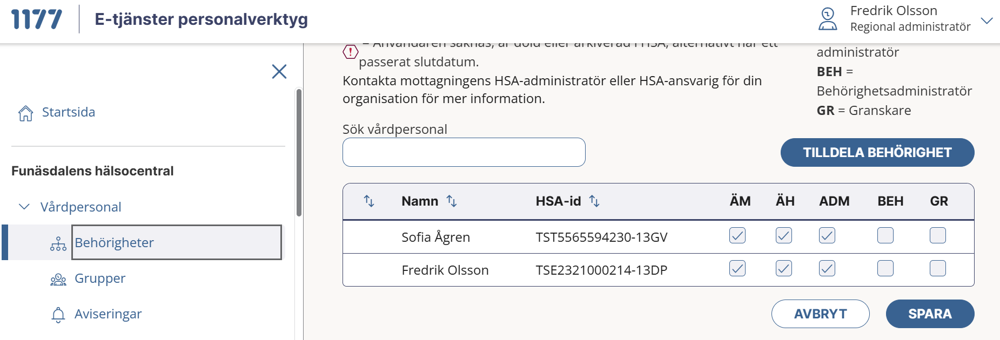 1177
E-tjänster personalverktyg
Fredrik Olsson
Regional administratör
Startsida
Funäsdalens hälsocentral
Vårdpersonal
Behörigheter
Grupper
Aviseringar
= Användaren saknas, är dold eller arkiverad i HSA, alternativt har ett
passerat slutdatum.
Kontakta mottagningens HSA-administratör eller HSA-ansvarig för din
organisation för mer information.
administratör
BEH =
Behörighetsadministratör
GR = Granskare
Sök vårdpersonal
TILLDELA BEHÖRIGHET
Namn HSA-id ÄM ÄH ADM BEH GR
Sofia Ågren TST5565594230-13GV
Fredrik Olsson TSE2321000214-13DP
AVBRYT SPARA